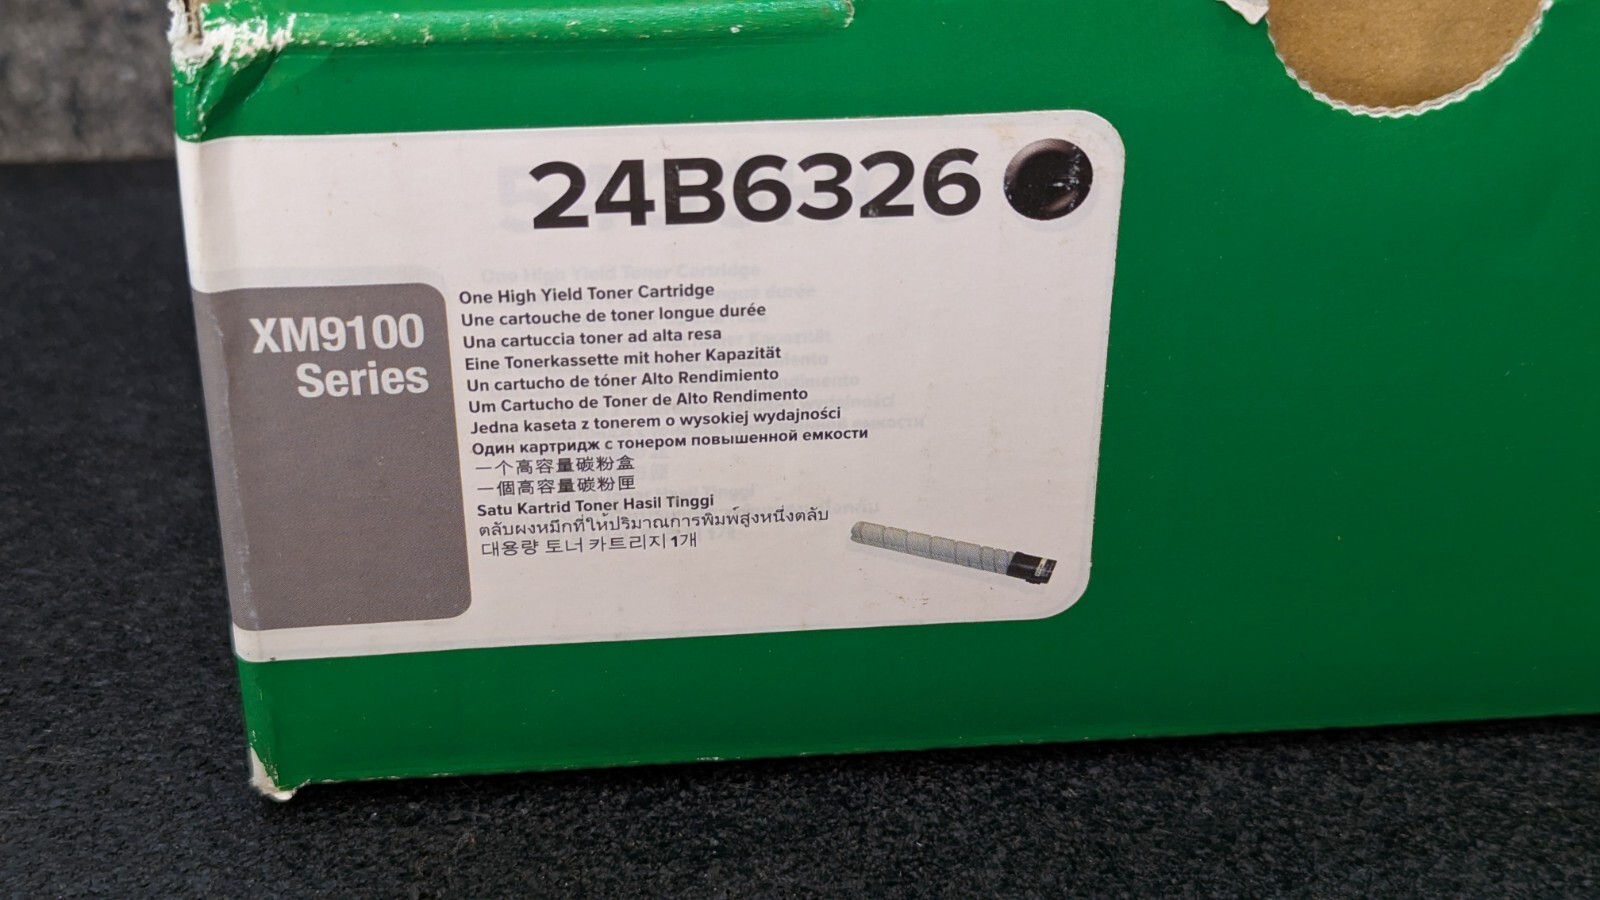 24B6326
XM9100
Series
One High Yield Toner Cartridge
Une cartouche de toner longue durée
Una cartuccia toner ad alta resa
Eine Tonerkassette mit hoher Kapazität
Un cartucho de tóner Alto Rendimiento
Um Cartucho de Toner de Alto Rendimento
Jedna kaseta z tonerem o wysokiej wydajności
Один картридж с тонером повышенной емкости
一个高容量碳粉盒
一個高容量碳粉匣
Satu Kartrid Toner Hasil Tinggi
ตลับผงหมึกที่ให้ปริมาณการพิมพ์สูงหนึ่งตลับ
대용량 토너 카트리지 1개